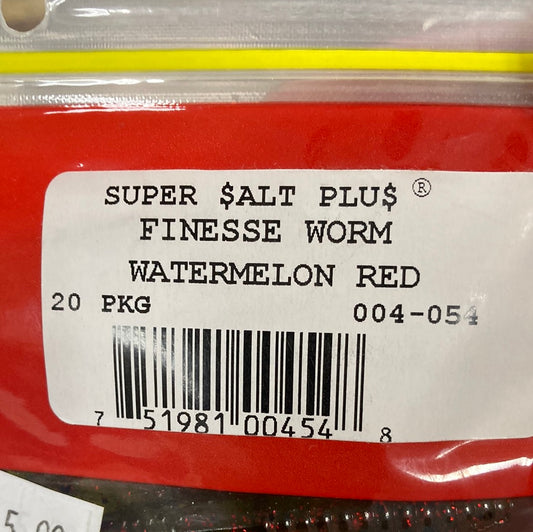 SUPER $ALT PLU$ ®
FINESSE WORM
WATERMELON RED
20 PKG 004-054
7 51981 00454 8